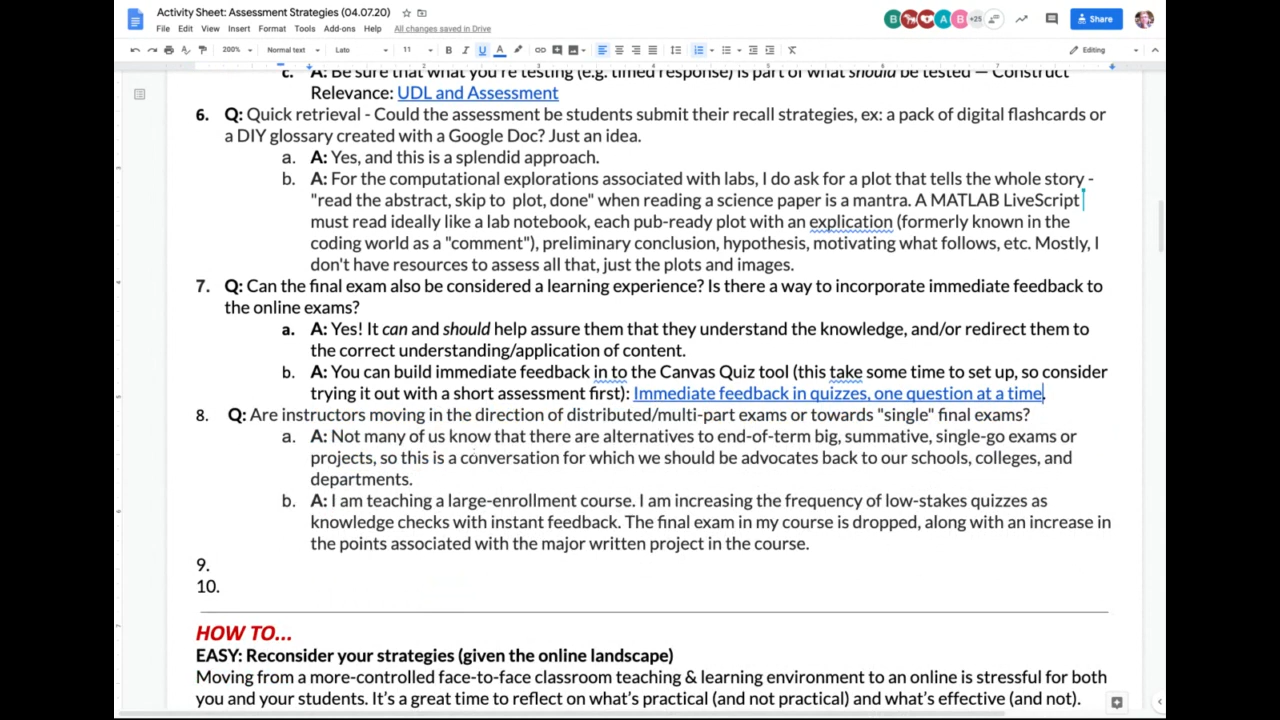 Activity Sheet: Assessment Strategies (04.07.20)
B A B +25 Share
File Edit View Insert Format Tools Add-ons Help All changes saved in Drive
200% Normal text Lato 11 B I U A Editing
2 3 4 5 6 7
c. A: Be sure that what you're testing (e.g. timed response) is part of what should be tested — Construct
Relevance: UDL and Assessment
6. Q: Quick retrieval - Could the assessment be students submit their recall strategies, ex: a pack of digital flashcards or
a DIY glossary created with a Google Doc? Just an idea.
a. A: Yes, and this is a splendid approach.
b. A: For the computational explorations associated with labs, I do ask for a plot that tells the whole story -
"read the abstract, skip to plot, done" when reading a science paper is a mantra. A MATLAB LiveScript
must read ideally like a lab notebook, each pub-ready plot with an explication (formerly known in the
coding world as a "comment"), preliminary conclusion, hypothesis, motivating what follows, etc. Mostly, I
don't have resources to assess all that, just the plots and images.
7. Q: Can the final exam also be considered a learning experience? Is there a way to incorporate immediate feedback to
the online exams?
a. A: Yes! It can and should help assure them that they understand the knowledge, and/or redirect them to
the correct understanding/application of content.
b. A: You can build immediate feedback in to the Canvas Quiz tool (this take some time to set up, so consider
trying it out with a short assessment first): Immediate feedback in quizzes, one question at a time.
8. Q: Are instructors moving in the direction of distributed/multi-part exams or towards "single" final exams?
a. A: Not many of us know that there are alternatives to end-of-term big, summative, single-go exams or
projects, so this is a conversation for which we should be advocates back to our schools, colleges, and
departments.
b. A: I am teaching a large-enrollment course. I am increasing the frequency of low-stakes quizzes as
knowledge checks with instant feedback. The final exam in my course is dropped, along with an increase in
the points associated with the major written project in the course.
9.
10.
HOW TO...
EASY: Reconsider your strategies (given the online landscape)
Moving from a more-controlled face-to-face classroom teaching & learning environment to an online is stressful for both
you and your students. It's a great time to reflect on what's practical (and not practical) and what's effective (and not).